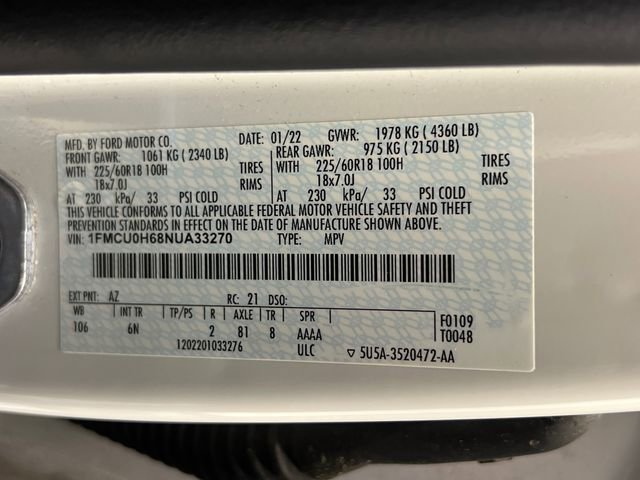 MFD. BY FORD MOTOR CO. DATE: 01/22 GVWR: 1978 KG ( 4360 LB)
FRONT GAWR: 1061 KG ( 2340 LB) REAR GAWR: 975 KG ( 2150 LB)
WITH 225/60R18 100H TIRES WITH 225/60R18 100H TIRES
18x7.0J RIMS 18x7.0J RIMS
AT 230 kPa/ 33 PSI COLD AT 230 kPa/ 33 PSI COLD
THIS VEHICLE CONFORMS TO ALL APPLICABLE FEDERAL MOTOR VEHICLE SAFETY AND THEFT
PREVENTION STANDARDS IN EFFECT ON THE DATE OF MANUFACTURE SHOWN ABOVE.
VIN: 1FMCU0H68NUA33270 TYPE: MPV
EXT PNT: AZ RC: 21 DSO:
WB INT TR TP/PS R AXLE TR SPR F0109
106 6N 2 81 8 AAAA T0048
1202201033276 ULC 5U5A-3520472-AA